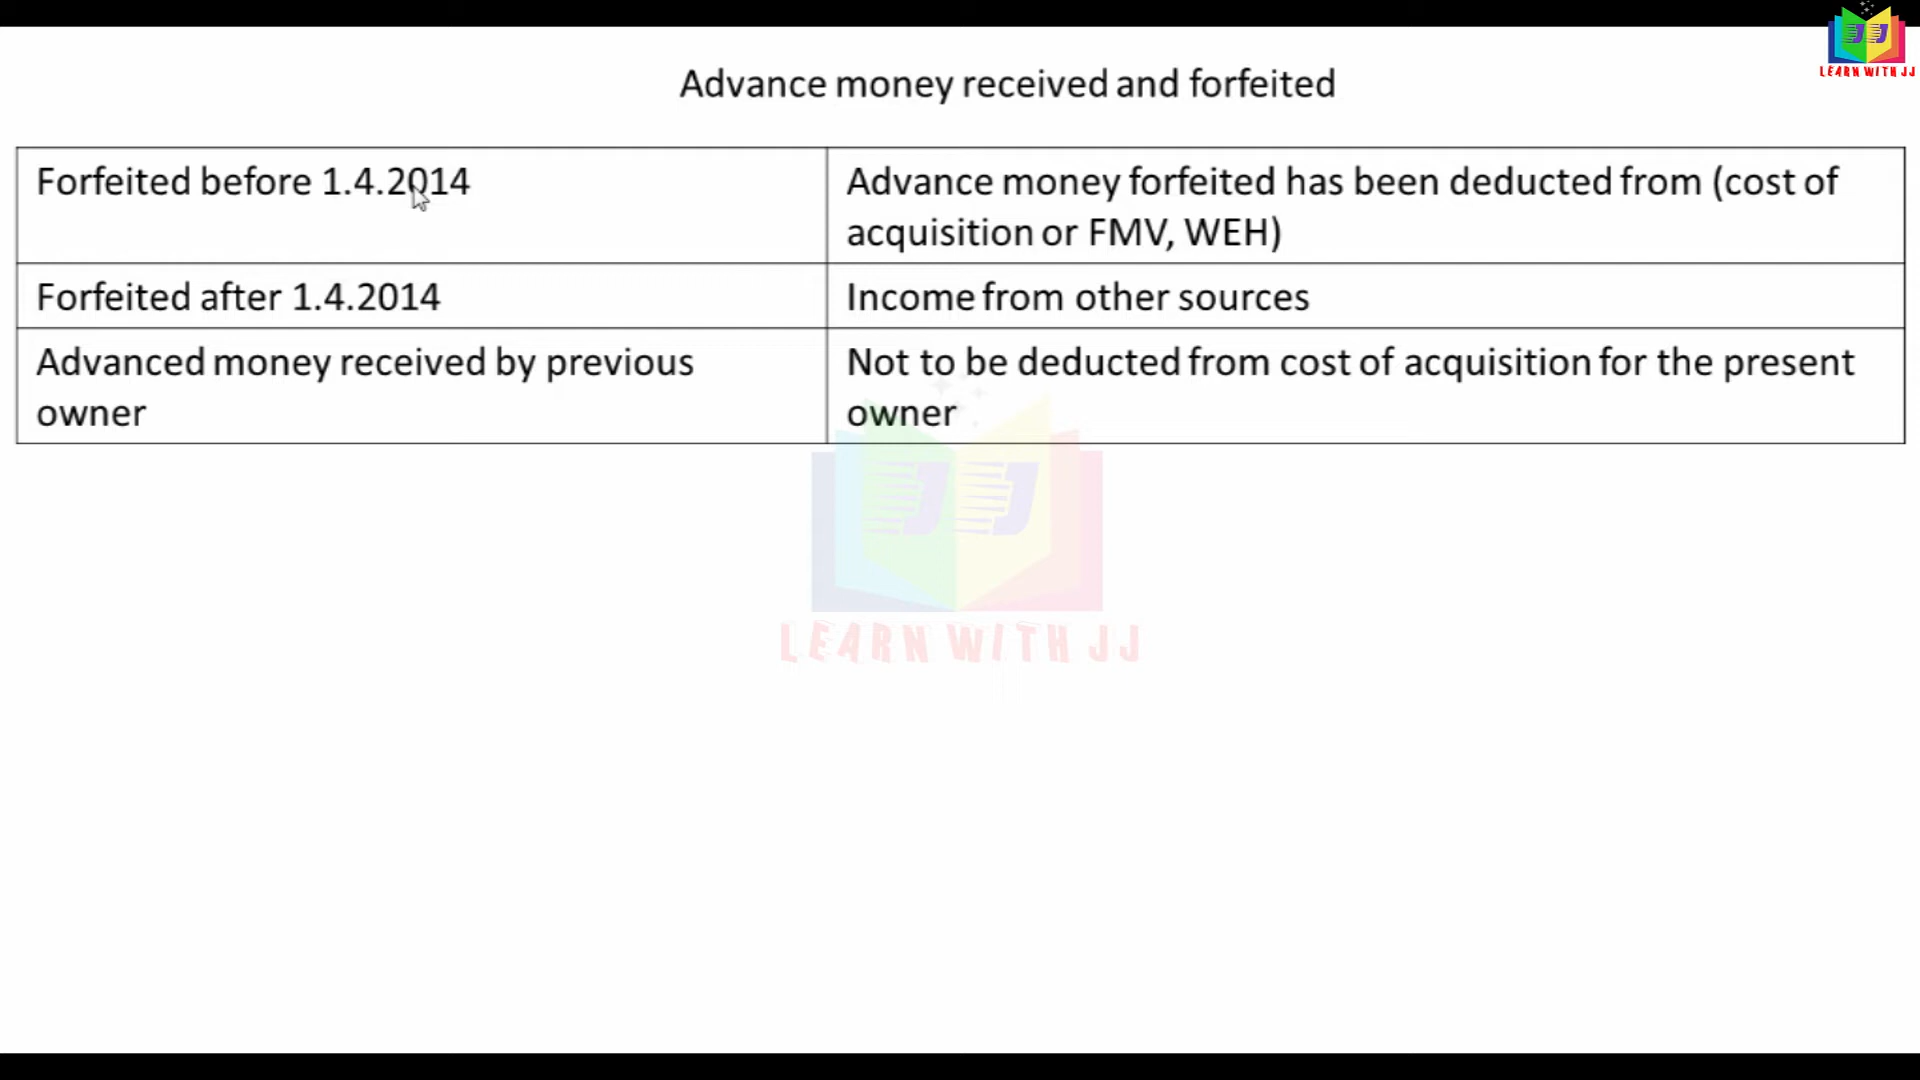 LEARN WITH JJ
Advance money received and forfeited
Forfeited before 1.4.2014
Advance money forfeited has been deducted from (cost of
acquisition or FMV, WEH)
Forfeited after 1.4.2014
Income from other sources
Advanced money received by previous
owner
Not to be deducted from cost of acquisition for the present
owner
JJ
LEARN WITH JJ